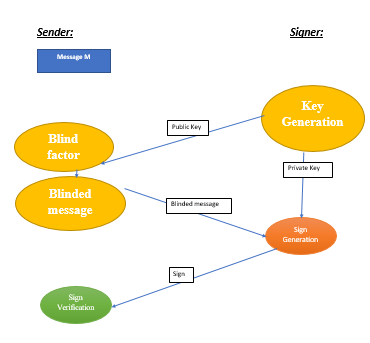 Sender:
Signer:
Message M
Key
Generation
Public Key
Blind
factor
Private Key
Blinded
message
Blinded message
Sign
Generation
Sign
Sign
Verification